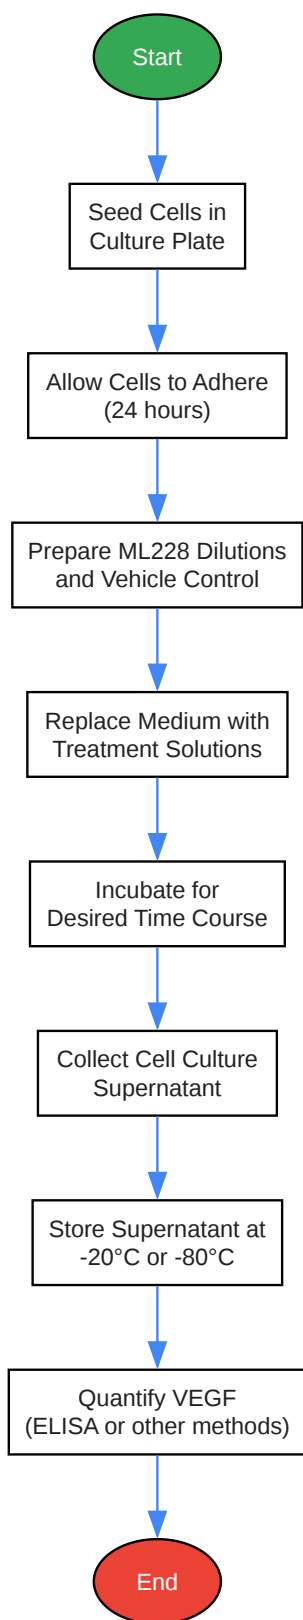 Start
Seed Cells in
Culture Plate
Allow Cells to Adhere
(24 hours)
Prepare ML228 Dilutions
and Vehicle Control
Replace Medium with
Treatment Solutions
Incubate for
Desired Time Course
Collect Cell Culture
Supernatant
Store Supernatant at
-20°C or -80°C
Quantify VEGF
(ELISA or other methods)
End